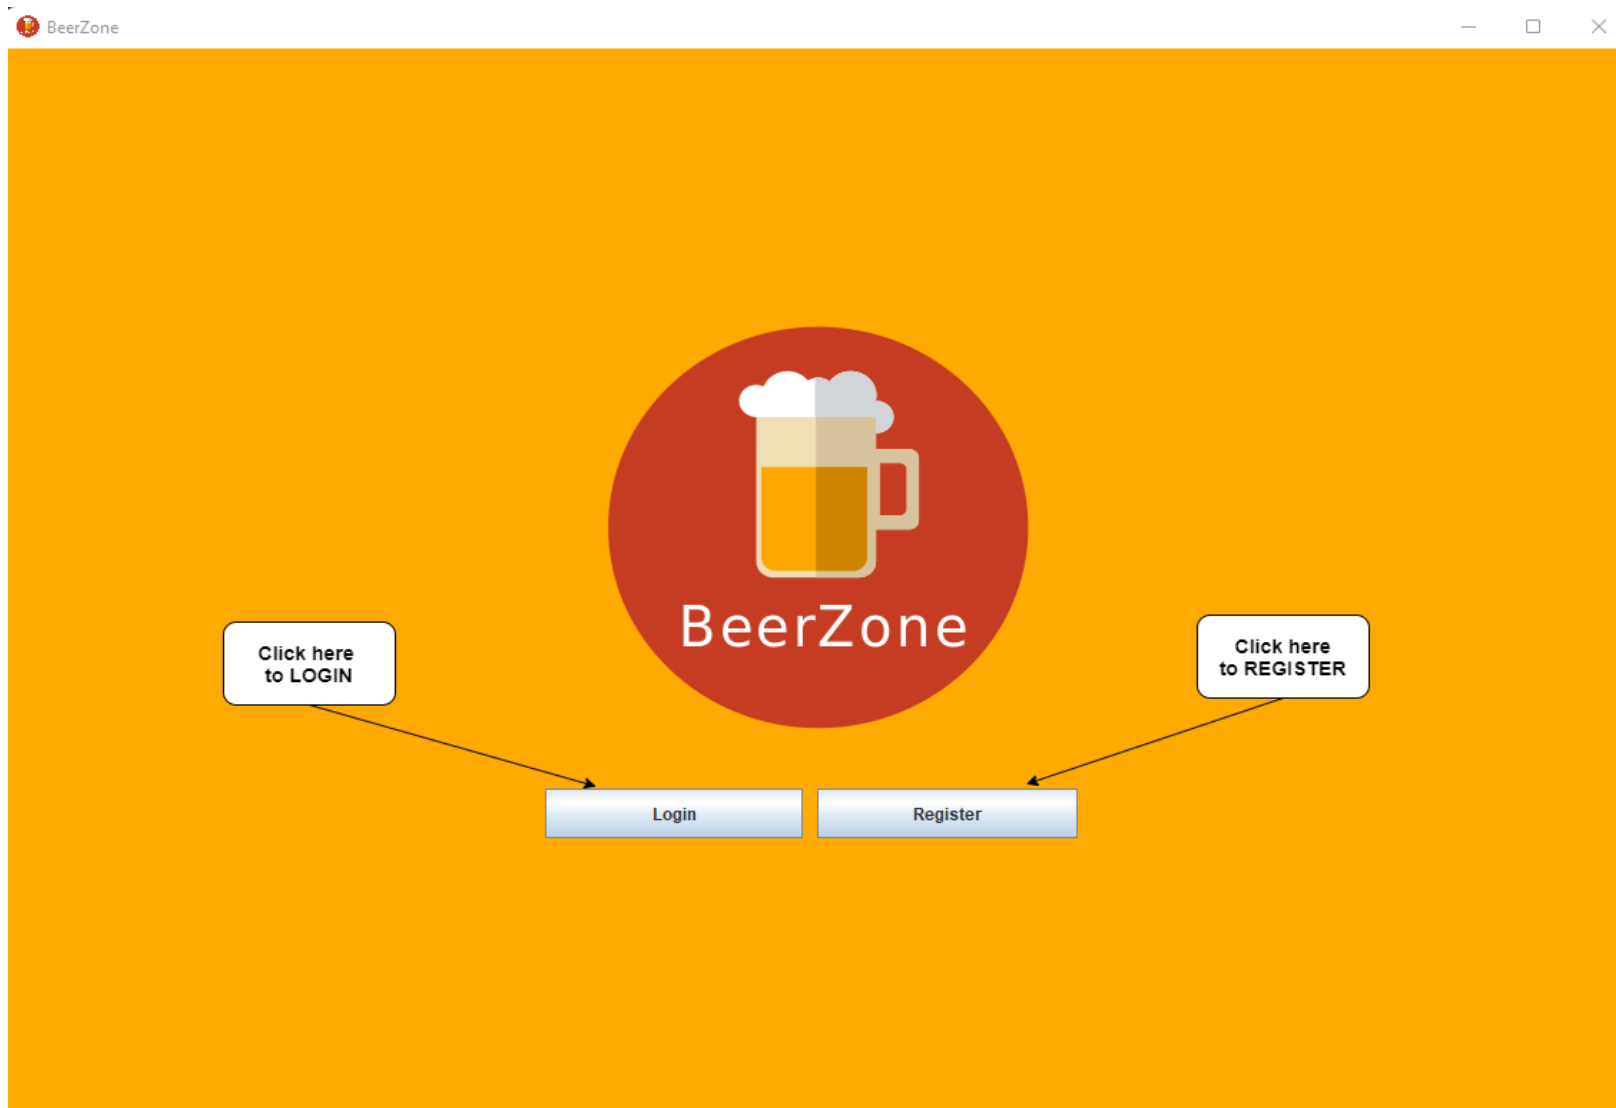 BeerZone
BeerZone
Click here
to LOGIN
Click here
to REGISTER
Login
Register